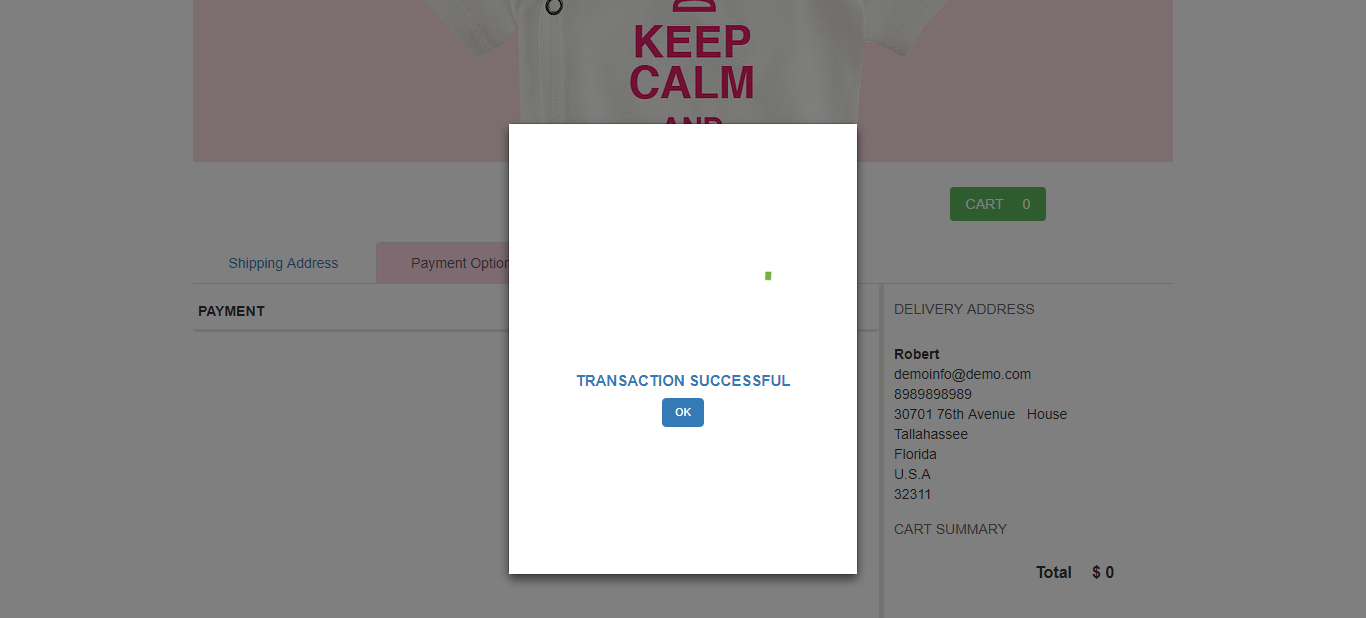 KEEP
CALM
AND
CART 0
Shipping Address
Payment Option
PAYMENT
TRANSACTION SUCCESSFUL
OK
DELIVERY ADDRESS
Robert
demoinfo@demo.com
8989898989
30701 76th Avenue House
Tallahassee
Florida
U.S.A
32311
CART SUMMARY
Total $ 0